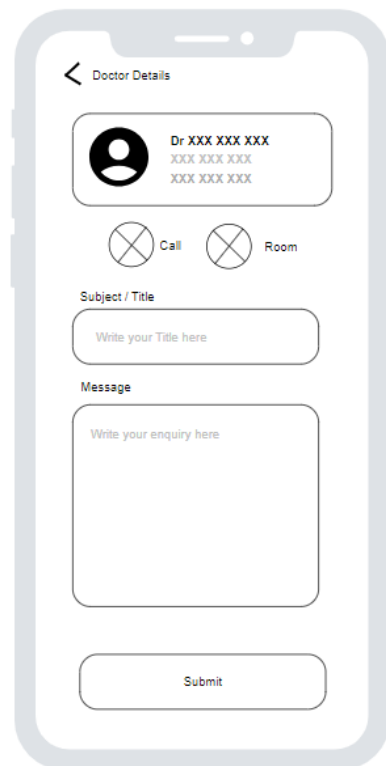 Doctor Details
Dr XXX XXX XXX
XXX XXX XXX
XXX XXX XXX
Call
Room
Subject / Title
Write your Title here
Message
Write your enquiry here
Submit